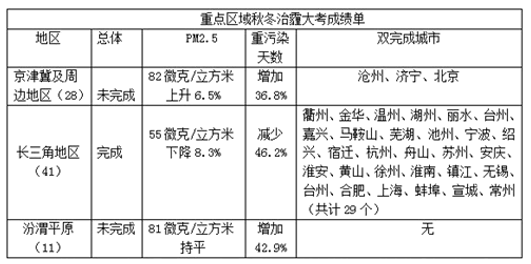 重点区域秋冬治霾大考成绩单
地区 总体 PM2.5 重污染天数 双完成城市
京津冀及周边地区（28） 未完成 82微克/立方米 上升6.5% 增加36.8% 沧州、济宁、北京
长三角地区（41） 完成 55微克/立方米 下降8.3% 减少46.2% 衢州、金华、温州、湖州、丽水、台州、
嘉兴、马鞍山、芜湖、池州、宁波、绍
兴、宿迁、杭州、舟山、苏州、安庆、
淮安、黄山、徐州、淮南、镇江、无锡、
台州、合肥、上海、蚌埠、宣城、常州
（共计29个）
汾渭平原（11） 未完成 81微克/立方米 持平 增加42.9% 无